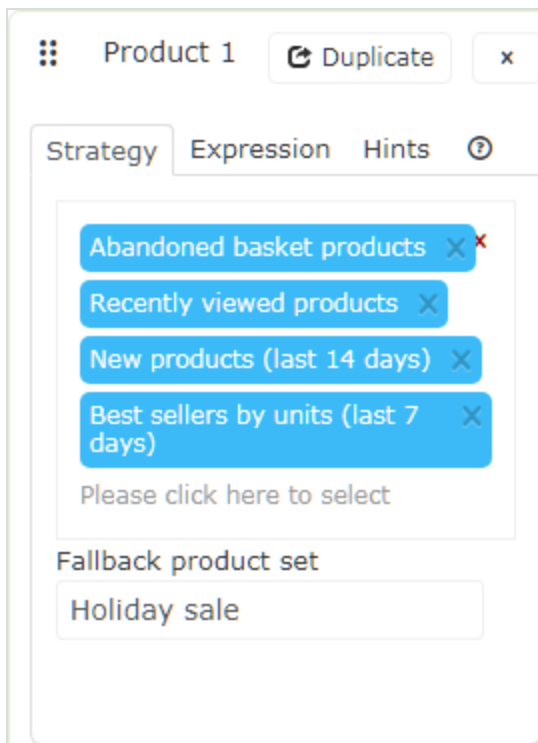 Product 1 Duplicate x
Strategy Expression Hints ?
Abandoned basket products x x
Recently viewed products x
New products (last 14 days) x
Best sellers by units (last 7 x
days)
Please click here to select
Fallback product set
Holiday sale